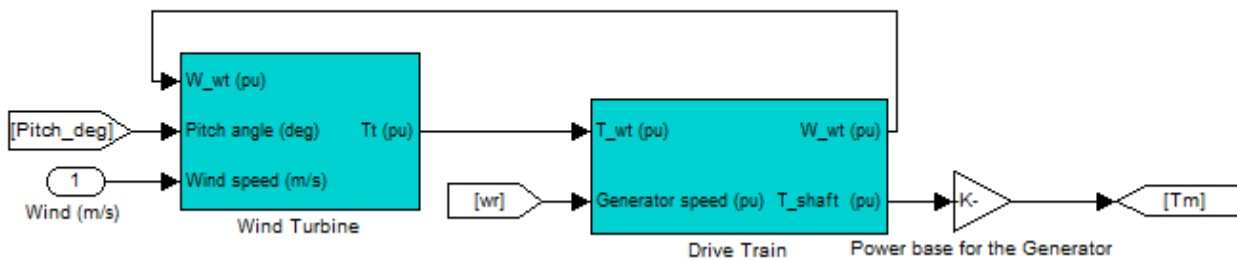 W_wt (pu)
[Pitch_deg]
Pitch angle (deg)
Tt (pu)
1
Wind speed (m/s)
Wind (m/s)
Wind Turbine
T_wt (pu)
W_wt (pu)
[wr]
Generator speed (pu)
T_shaft (pu)
Drive Train
K-
Power base for the Generator
[Tm]